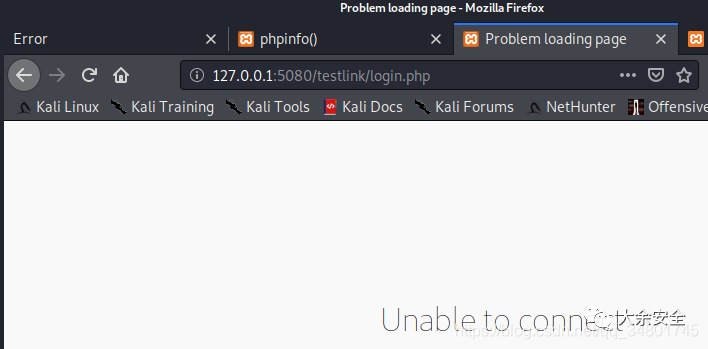 Problem loading page - Mozilla Firefox
Error
phpinfo()
Problem loading page
127.0.0.1:5080/testlink/login.php
Kali Linux Kali Training Kali Tools Kali Docs Kali Forums NetHunter Offensive
Unable to connect
大余安全
https://blog.csdn.net/qq_34801745